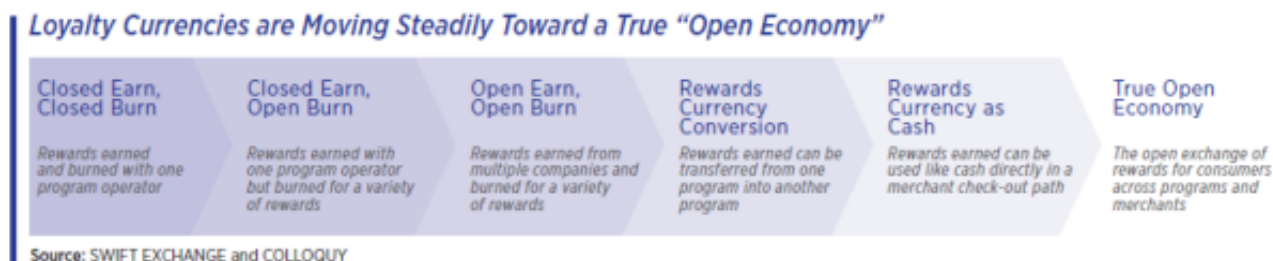 Loyalty Currencies are Moving Steadily Toward a True “Open Economy”
Closed Earn,
Closed Burn
Rewards earned
and burned with one
program operator
Closed Earn,
Open Burn
Rewards earned with
one program operator
but burned for a variety
of rewards
Open Earn,
Open Burn
Rewards earned from
multiple companies and
burned for a variety
of rewards
Rewards
Currency
Conversion
Rewards earned can be
transferred from one
program into another
program
Rewards
Currency as
Cash
Rewards earned can be
used like cash directly in a
merchant check-out path
True Open
Economy
The open exchange of
rewards for consumers
across programs and
merchants
Source: SWIFT EXCHANGE and COLLOQUY